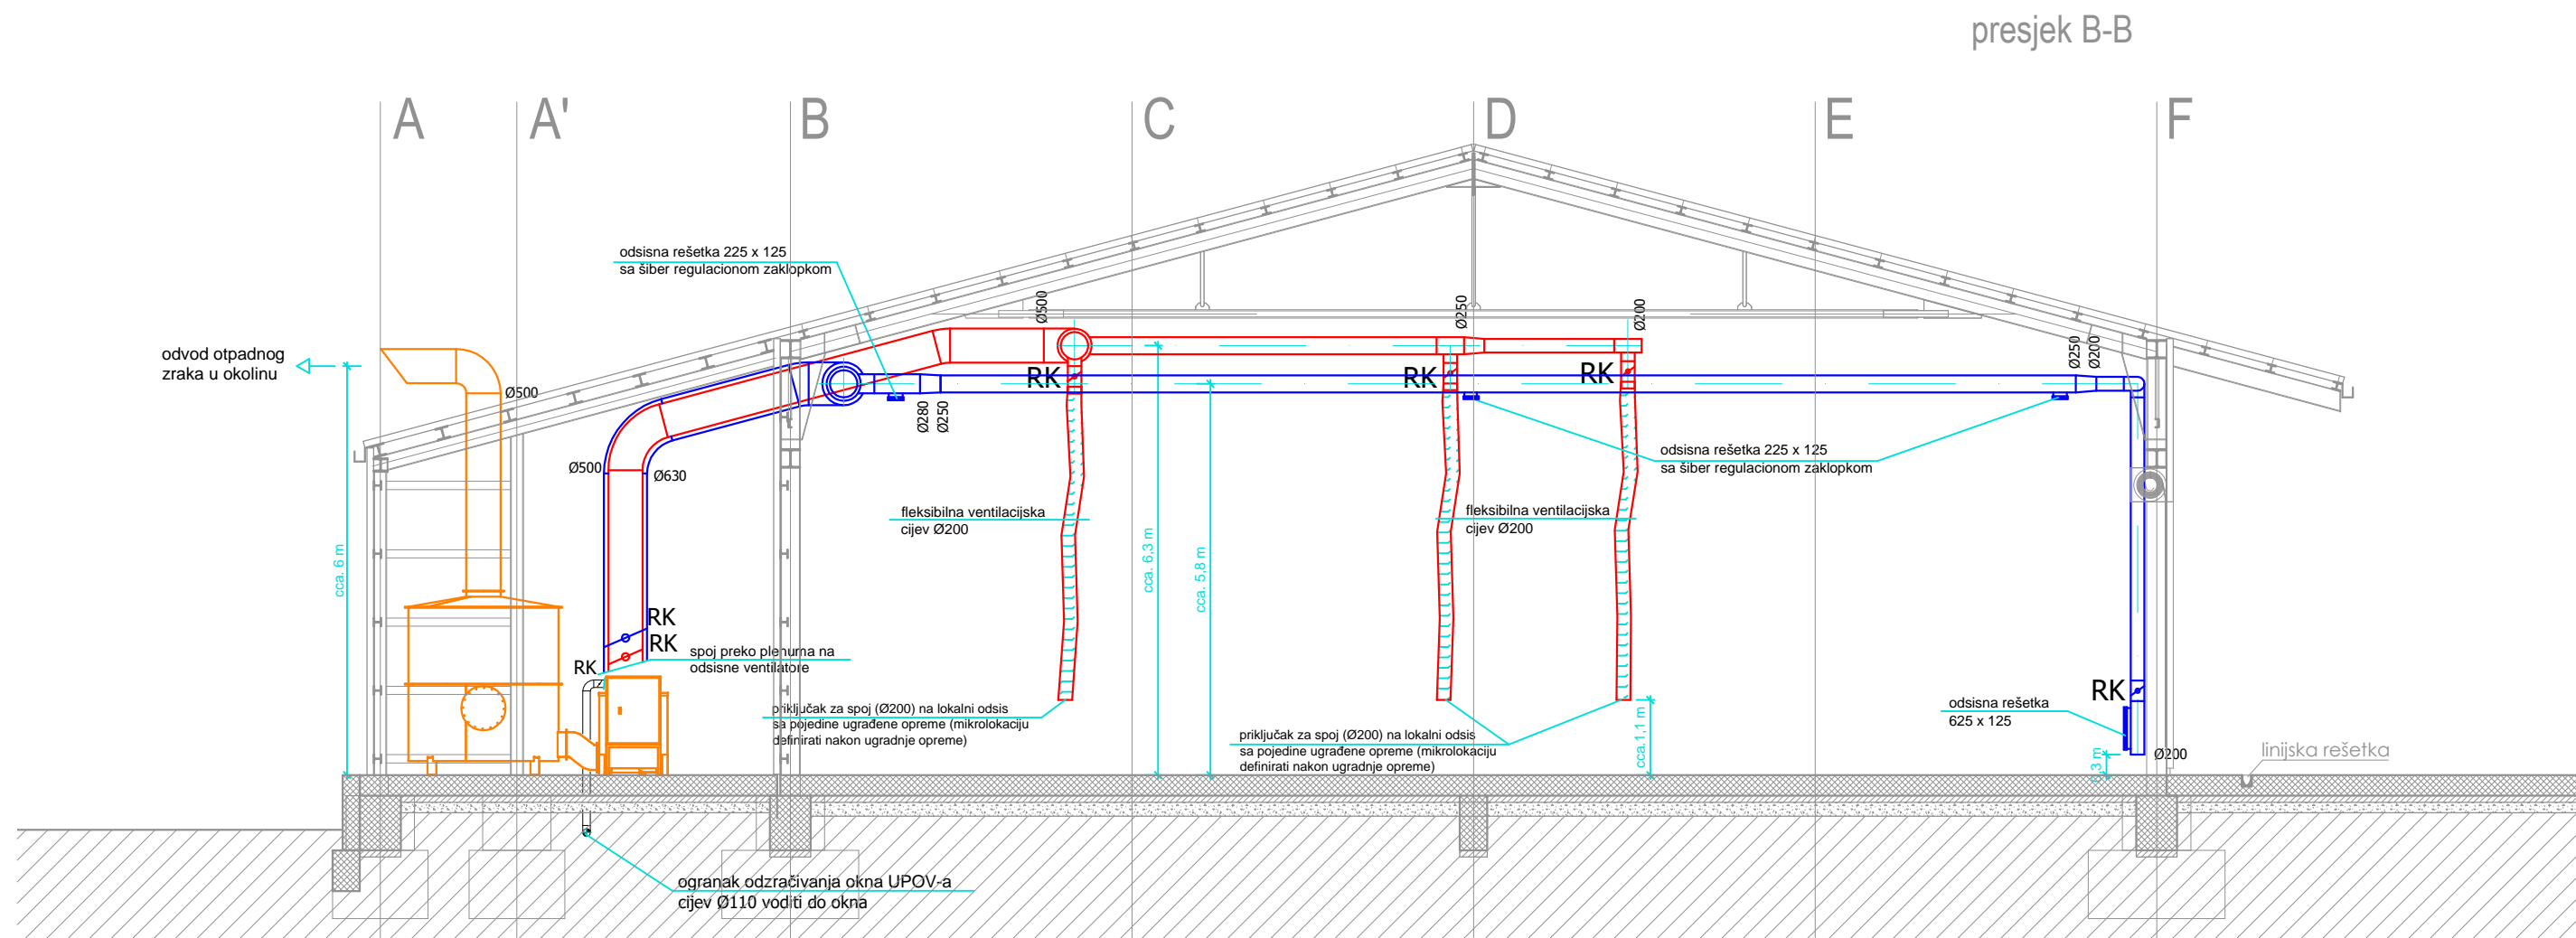 presjek B-B
A
A'
B
C
D
E
F
odsisna rešetka 225 x 125
sa šiber regulacionom zaklopkom
odvod otpadnog
zraka u okolinu
Ø500
Ø500
Ø250
Ø200
Ø250
Ø200
RK
RK
RK
Ø280
Ø250
Ø500
Ø630
odsisna rešetka 225 x 125
sa šiber regulacionom zaklopkom
fleksibilna ventilacijska
cijev Ø200
fleksibilna ventilacijska
cijev Ø200
cca. 6 m
cca. 6,3 m
cca. 5,8 m
RK
RK
RK
spoj preko plenuma na
odsisne ventilatore
priključak za spoj (Ø200) na lokalni odsis
sa pojedine ugrađene opreme (mikrolokaciju
definirati nakon ugradnje opreme)
priključak za spoj (Ø200) na lokalni odsis
sa pojedine ugrađene opreme (mikrolokaciju
definirati nakon ugradnje opreme)
cca.1,1 m
RK
odsisna rešetka
625 x 125
Ø200
0,3 m
linijska rešetka
ogranak odzračivanja okna UPOV-a
cijev Ø110 voditi do okna